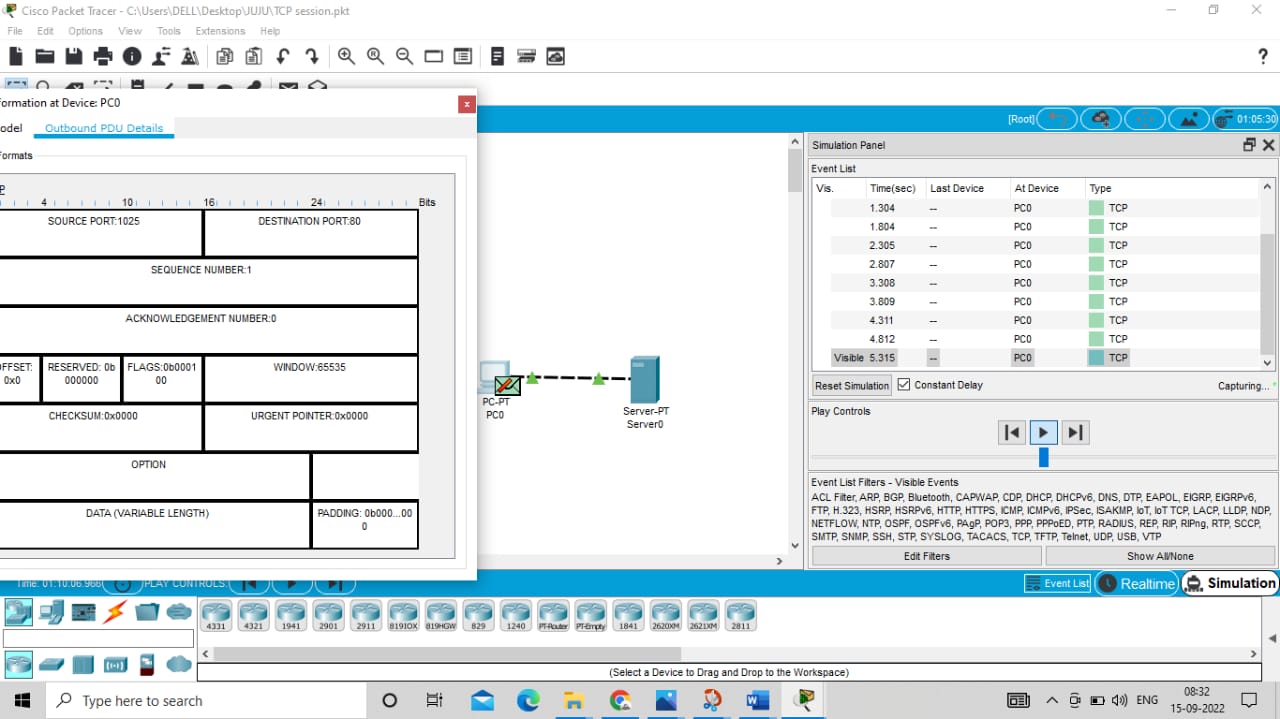 Cisco Packet Tracer - C:\Users\DELL\Desktop\JUJU\TCP session.pkt
File Edit Options View Tools Extensions Help
formation at Device: PC0
odel Outbound PDU Details
Formats
P
4 10 16 24 Bits
SOURCE PORT:1025 DESTINATION PORT:80
SEQUENCE NUMBER:1
ACKNOWLEDGEMENT NUMBER:0
FFSET: RESERVED: 0b FLAGS:0b0001 WINDOW:65535
0x0 000000 00
CHECKSUM:0x0000 URGENT POINTER:0x0000
OPTION
DATA (VARIABLE LENGTH) PADDING: 0b000...00
0
PC-PT
PC0
Server-PT
Server0
[Root] 01:05:30
Simulation Panel
Event List
Vis. Time(sec) Last Device At Device Type
1.304 -- PC0 TCP
1.804 -- PC0 TCP
2.305 -- PC0 TCP
2.807 -- PC0 TCP
3.308 -- PC0 TCP
3.809 -- PC0 TCP
4.311 -- PC0 TCP
4.812 -- PC0 TCP
Visible 5.315 -- PC0 TCP
Reset Simulation Constant Delay Capturing...
Play Controls
Event List Filters - Visible Events
ACL Filter, ARP, BGP, Bluetooth, CAPWAP, CDP, DHCP, DHCPv6, DNS, DTP, EAPOL, EIGRP, EIGRPv6,
FTP, H.323, HSRP, HSRPv6, HTTP, HTTPS, ICMP, ICMPv6, IPSec, ISAKMP, IoT, IoT TCP, LACP, LLDP, NDP,
NETFLOW, NTP, OSPF, OSPFv6, PAgP, POP3, PPP, PPPoED, PTP, RADIUS, REP, RIP, RIPng, RTP, SCCP,
SMTP, SNMP, SSH, STP, SYSLOG, TACACS, TCP, TFTP, Telnet, UDP, USB, VTP
Edit Filters Show All/None
Time: 01:10:06.966 PLAY CONTROLS:
Event List Realtime Simulation
4331 4321 1941 2901 2911 819IOX 819HGW 829 1240 PT-Router PT-Empty 1841 2620XM 2621XM 2811
(Select a Device to Drag and Drop to the Workspace)
Type here to search
ENG
08:32
15-09-2022